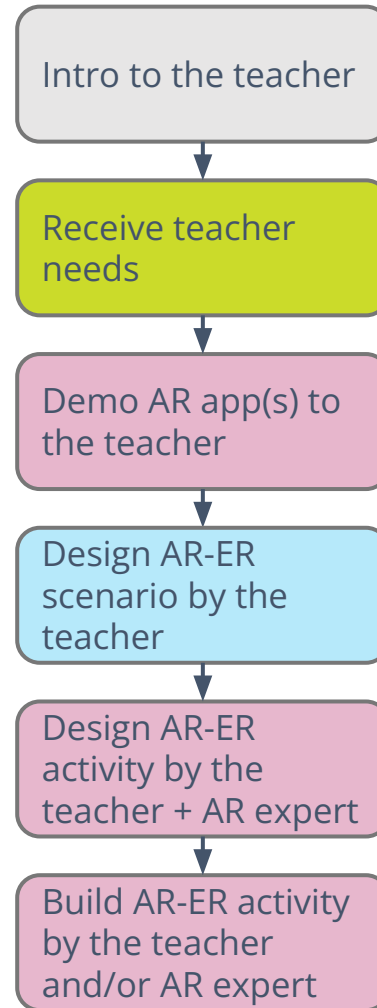 Intro to the teacher
Receive teacher
needs
Demo AR app(s) to
the teacher
Design AR-ER
scenario by the
teacher
Design AR-ER
activity by the
teacher + AR expert
Build AR-ER activity
by the teacher
and/or AR expert